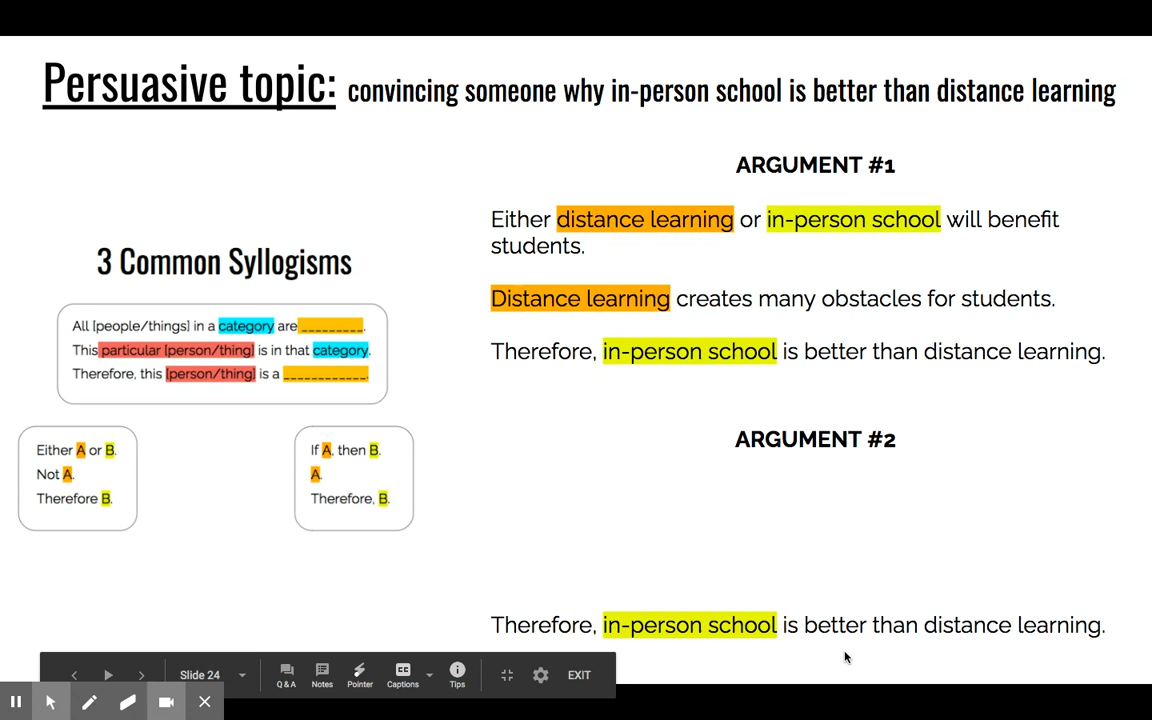 Persuasive topic: convincing someone why in-person school is better than distance learning
3 Common Syllogisms
All [people/things] in a category are _________.
This particular [person/thing] is in that category.
Therefore, this [person/thing] is a ____________.
Either A or B.
Not A.
Therefore B.
If A, then B.
A.
Therefore, B.
ARGUMENT #1
Either distance learning or in-person school will benefit
students.
Distance learning creates many obstacles for students.
Therefore, in-person school is better than distance learning.
ARGUMENT #2
Therefore, in-person school is better than distance learning.
Slide 24
Q&A
Notes
Pointer
CC
Captions
Tips
EXIT